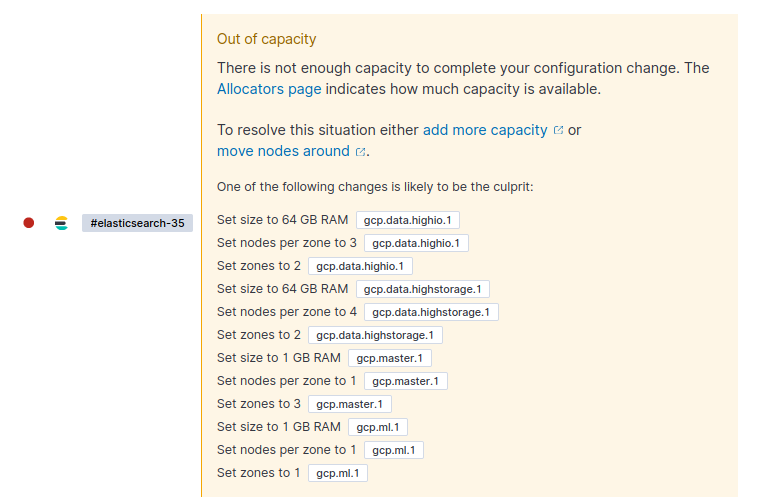 Out of capacity
There is not enough capacity to complete your configuration change. The
Allocators page indicates how much capacity is available.
To resolve this situation either add more capacity or
move nodes around.
One of the following changes is likely to be the culprit:
#elasticsearch-35
Set size to 64 GB RAM gcp.data.highio.1
Set nodes per zone to 3 gcp.data.highio.1
Set zones to 2 gcp.data.highio.1
Set size to 64 GB RAM gcp.data.highstorage.1
Set nodes per zone to 4 gcp.data.highstorage.1
Set zones to 2 gcp.data.highstorage.1
Set size to 1 GB RAM gcp.master.1
Set nodes per zone to 1 gcp.master.1
Set zones to 3 gcp.master.1
Set size to 1 GB RAM gcp.ml.1
Set nodes per zone to 1 gcp.ml.1
Set zones to 1 gcp.ml.1